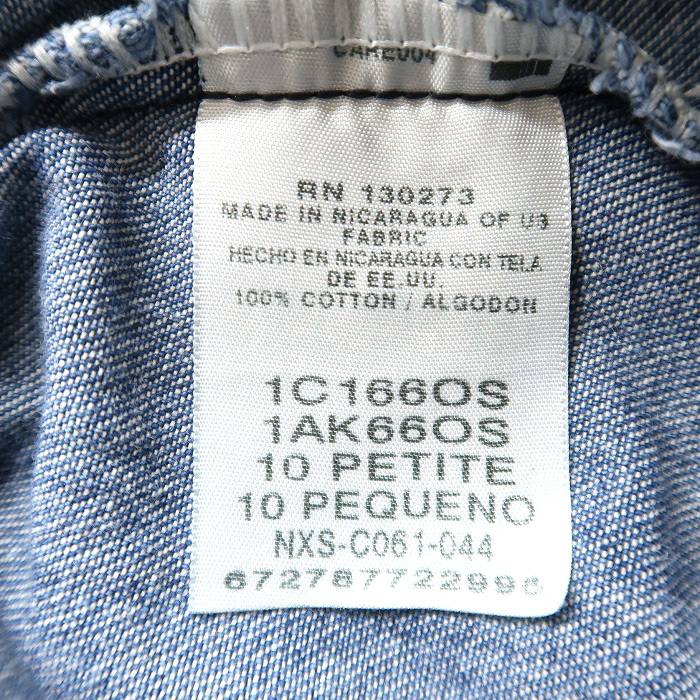 CARE004
RN 130273
MADE IN NICARAGUA OF US
FABRIC
HECHO EN NICARAGUA CON TELA
DE EE.UU.
100% COTTON / ALGODON
1C166OS
1AK66OS
10 PETITE
10 PEQUENO
NXS-C061-044